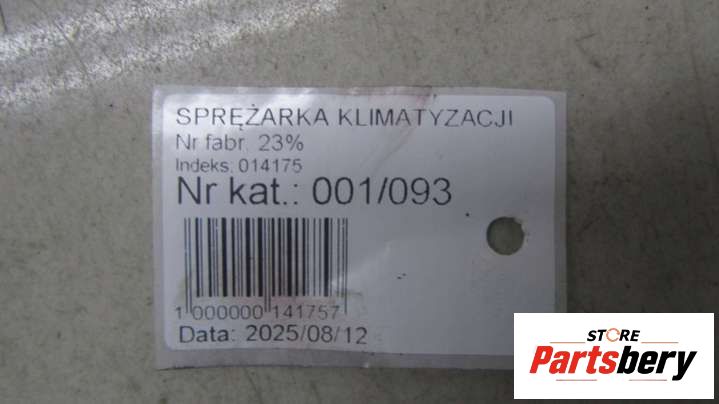 SPRĘŻARKA KLIMATYZACJI
Nr fabr. 23%
Indeks: 014175
Nr kat.: 001/093
1 000000 141757
Data: 2025/08/12
STORE
Partsbery